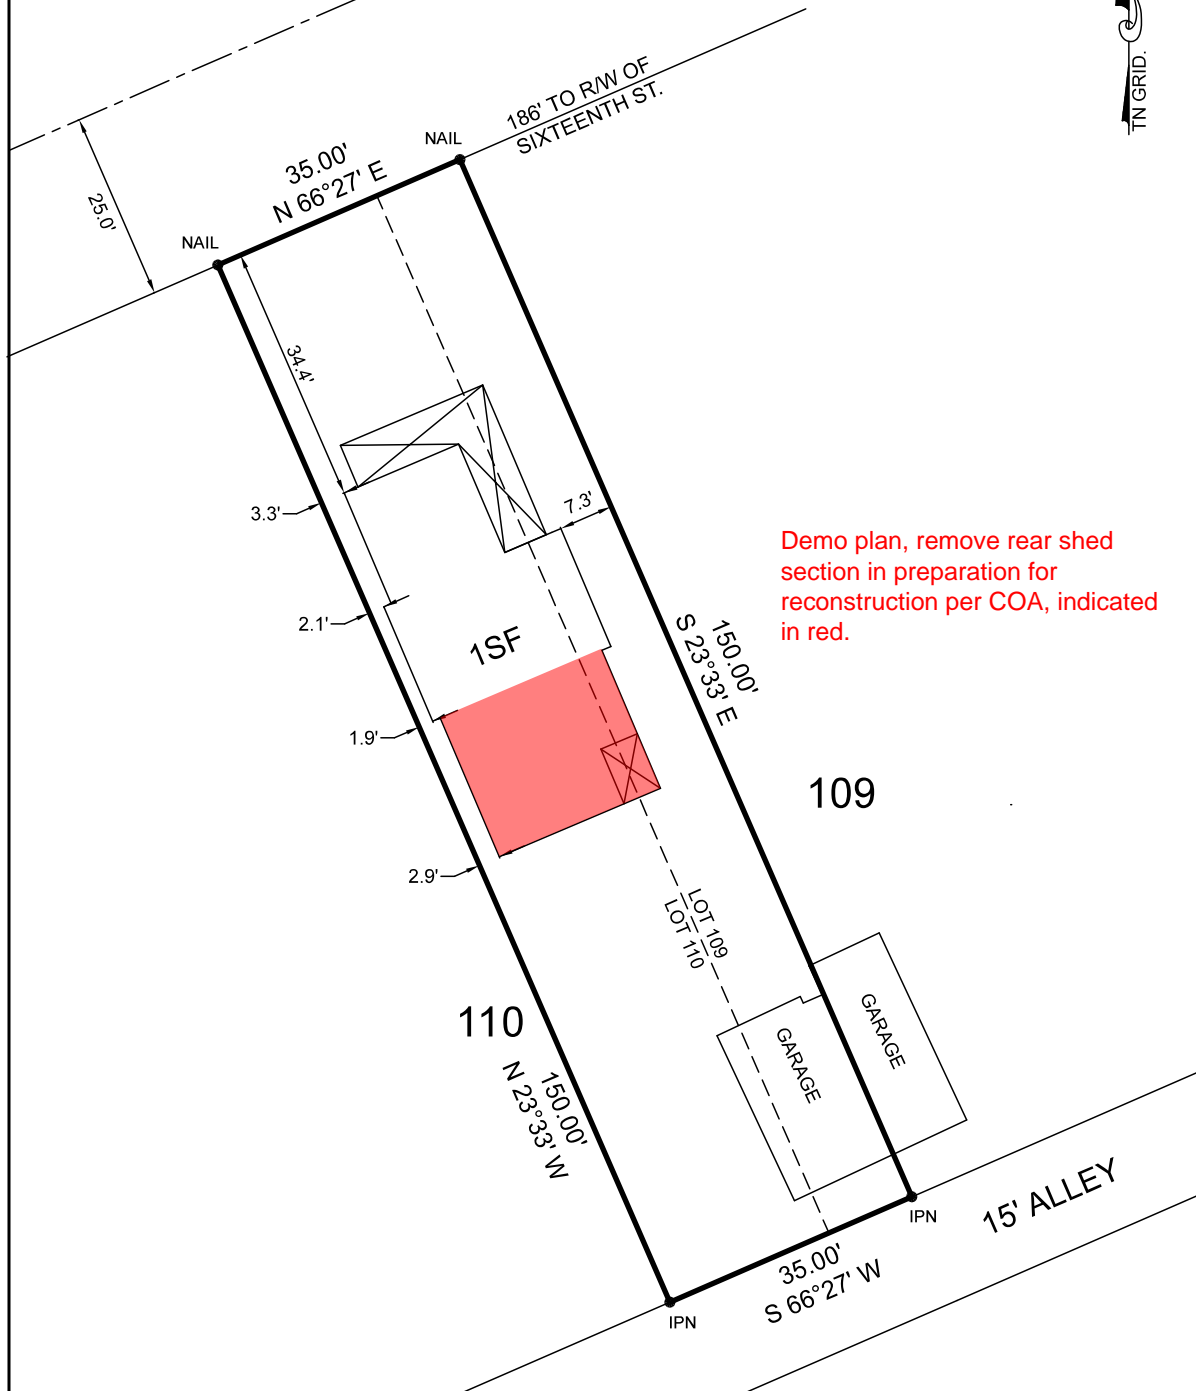 TN GRID.
186' TO R/W OF
SIXTEENTH ST.
NAIL
35.00'
N 66°27' E
25.0'
NAIL
34.4'
3.3'
7.3'
Demo plan, remove rear shed
section in preparation for
reconstruction per COA, indicated
in red.
2.1'
1SF
150.00'
S 23°33' E
1.9'
109
2.9'
LOT 109
LOT 110
110
GARAGE
GARAGE
150.00'
N 23°33' W
15' ALLEY
IPN
35.00'
S 66°27' W
IPN